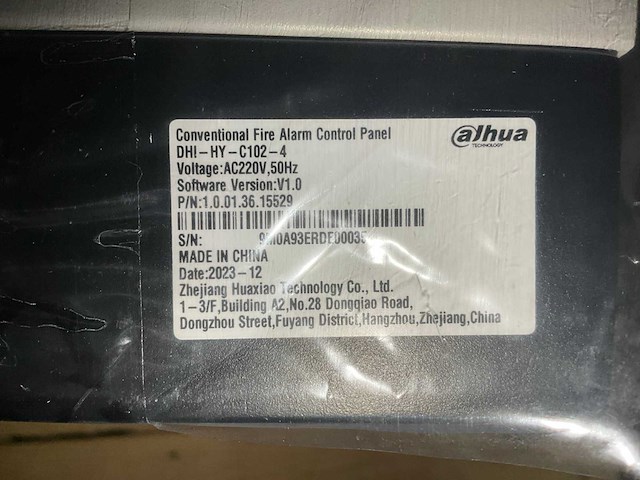 Conventional Fire Alarm Control Panel
alhua
TECHNOLOGY
DHI-HY-C102-4
Voltage:AC220V,50Hz
Software Version:V1.0
P/N:1.0.01.36.15529
S/N:
MADE IN CHINA
Date:2023-12
Zhejiang Huaxiao Technology Co., Ltd.
1-3/F,Building A2,No.28 Dongqiao Road,
Dongzhou Street,Fuyang District,Hangzhou,Zhejiang,China